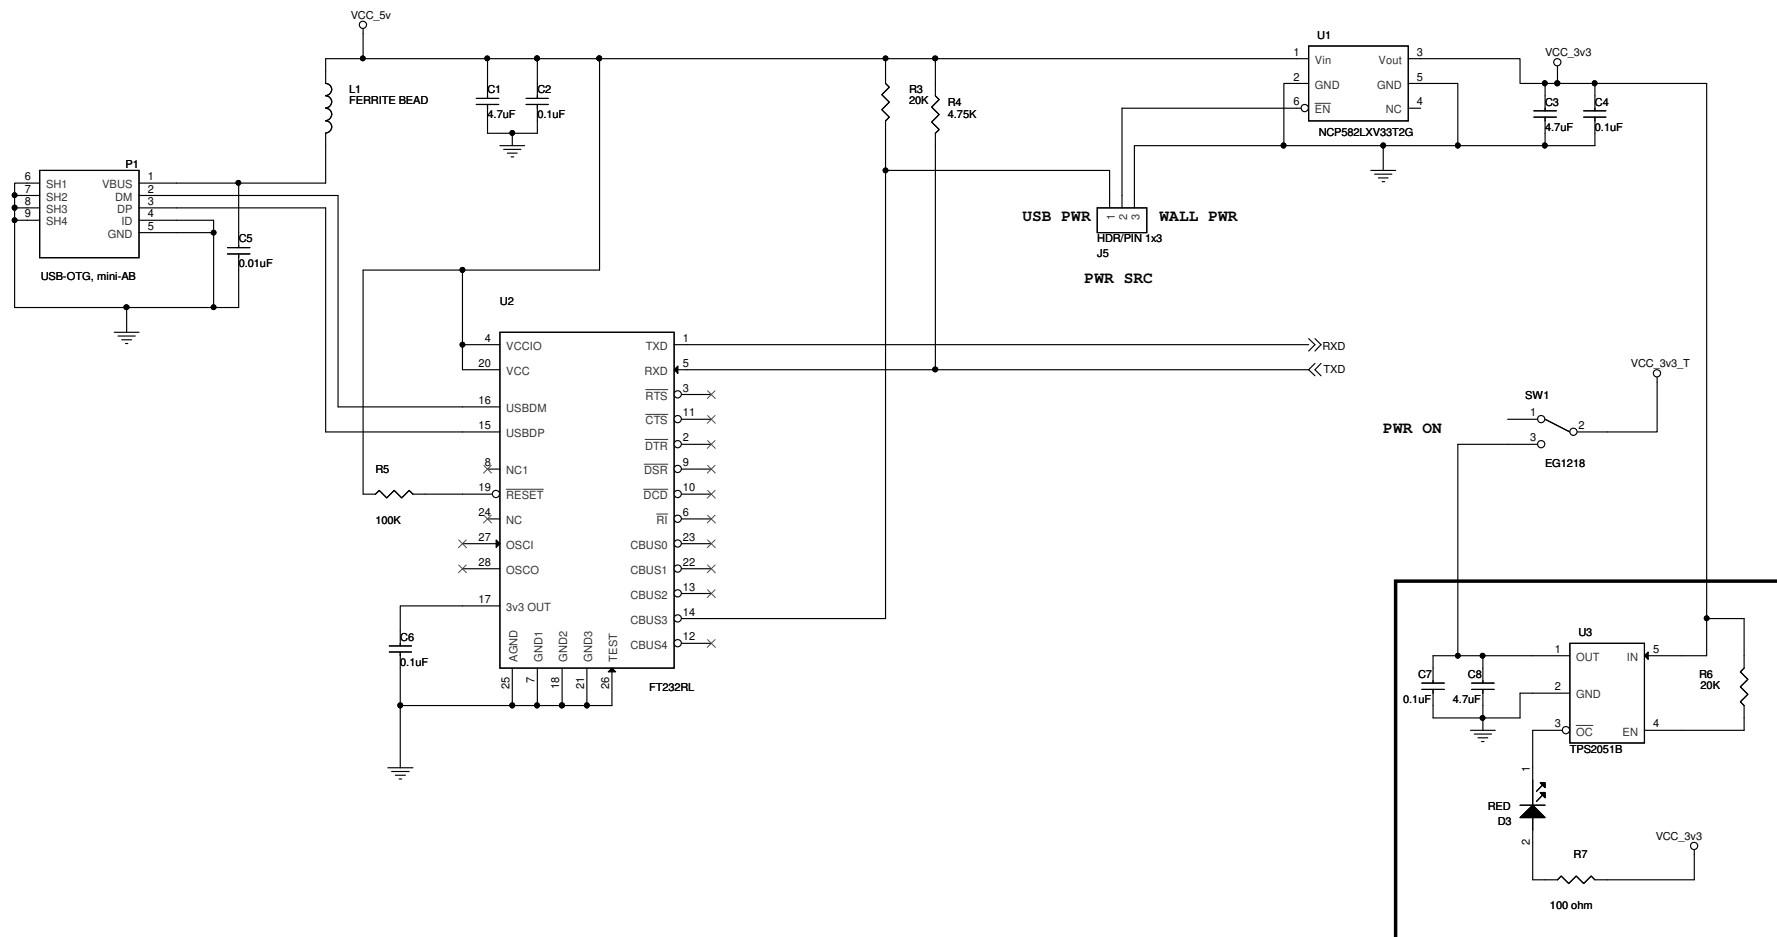 VCC_5v
L1
FERRITE BEAD
C1
4.7uF
C2
0.1uF
R3
20K
R4
4.75K
U1
1 Vin Vout 3
2 GND GND 5
6 EN NC 4
NCP582LXV33T2G
VCC_3v3
C3
4.7uF
C4
0.1uF
P1
6 SH1 VBUS 1
7 SH2 DM 2
8 SH3 DP 3
9 SH4 ID 4
GND 5
USB-OTG, mini-AB
C5
0.01uF
USB PWR 1 2 3 WALL PWR
HDR/PIN 1x3
J5
PWR SRC
U2
4 VCCIO TXD 1
20 VCC RXD 5
RTS 3
16 USBDM
CTS 11
15 USBDP
DTR 2
8 NC1 DSR 9
19 RESET DCD 10
24 NC RI 6
27 OSCI CBUS0 23
28 OSCO CBUS1 22
CBUS2 13
17 3v3 OUT
CBUS3 14
CBUS4 12
AGND GND1 GND2 GND3 TEST
25 7 18 21 26
FT232RL
RXD
TXD
R5
100K
C6
0.1uF
VCC_3v3_T
SW1
1
2
3
PWR ON
EG1218
U3
1 OUT IN 5
2 GND
3 OC EN 4
TPS2051B
C7
0.1uF
C8
4.7uF
R6
20K
1
RED
D3
2
VCC_3v3
R7
100 ohm